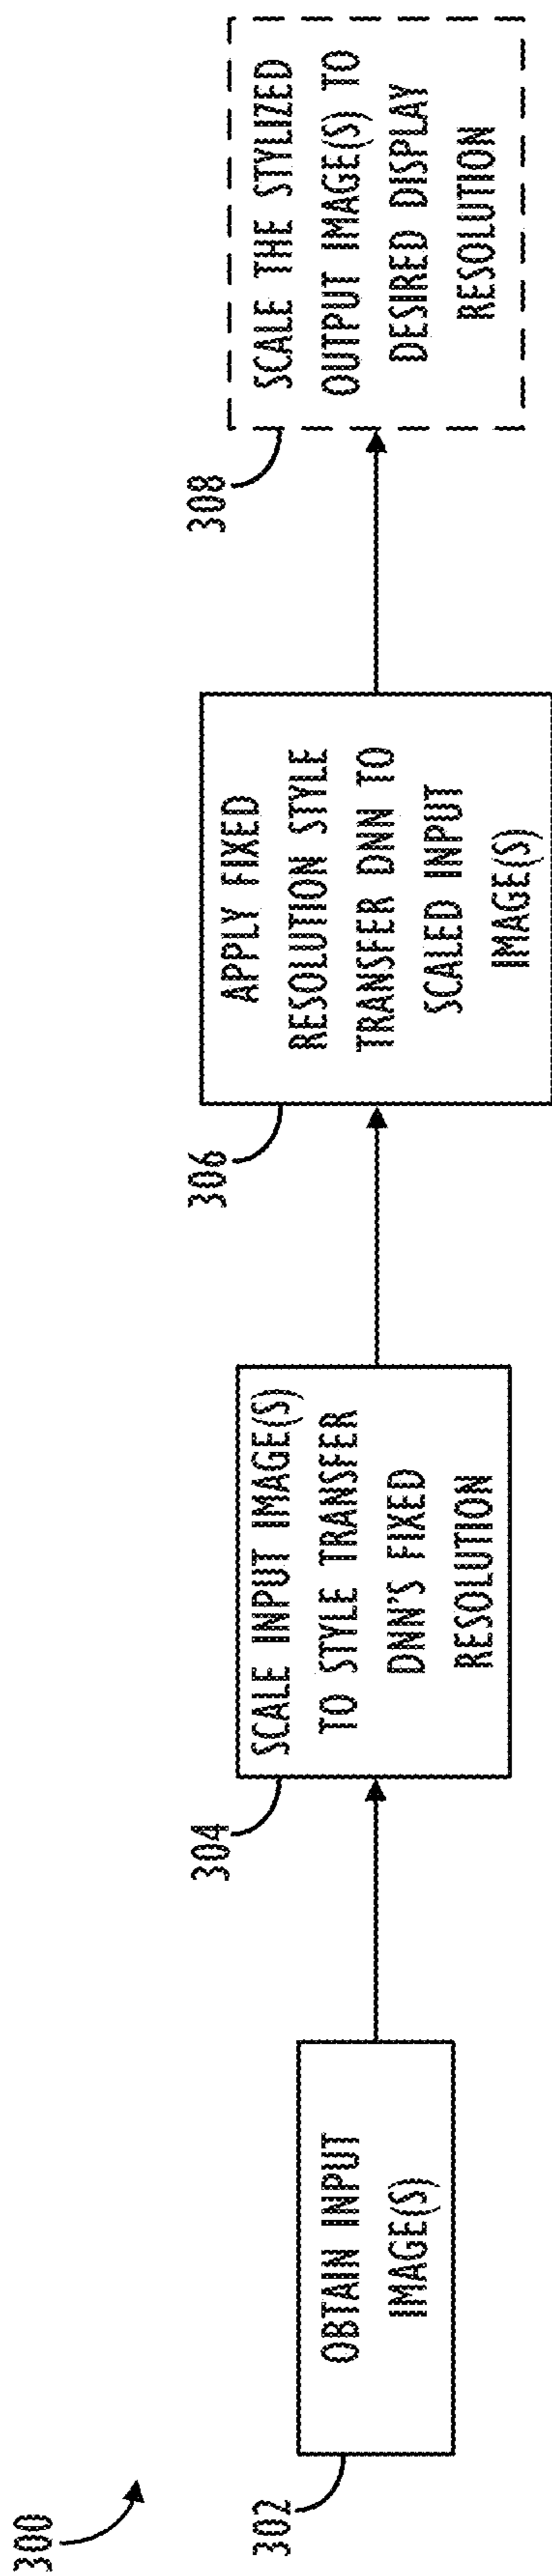 300
302
OBTAIN INPUT
IMAGE(S)
304
SCALE INPUT IMAGE(S)
TO STYLE TRANSFER
DNN'S FIXED
RESOLUTION
306
APPLY FIXED
RESOLUTION STYLE
TRANSFER DNN TO
SCALED INPUT
IMAGE(S)
308
SCALE THE STYLIZED
OUTPUT IMAGE(S) TO
DESIRED DISPLAY
RESOLUTION